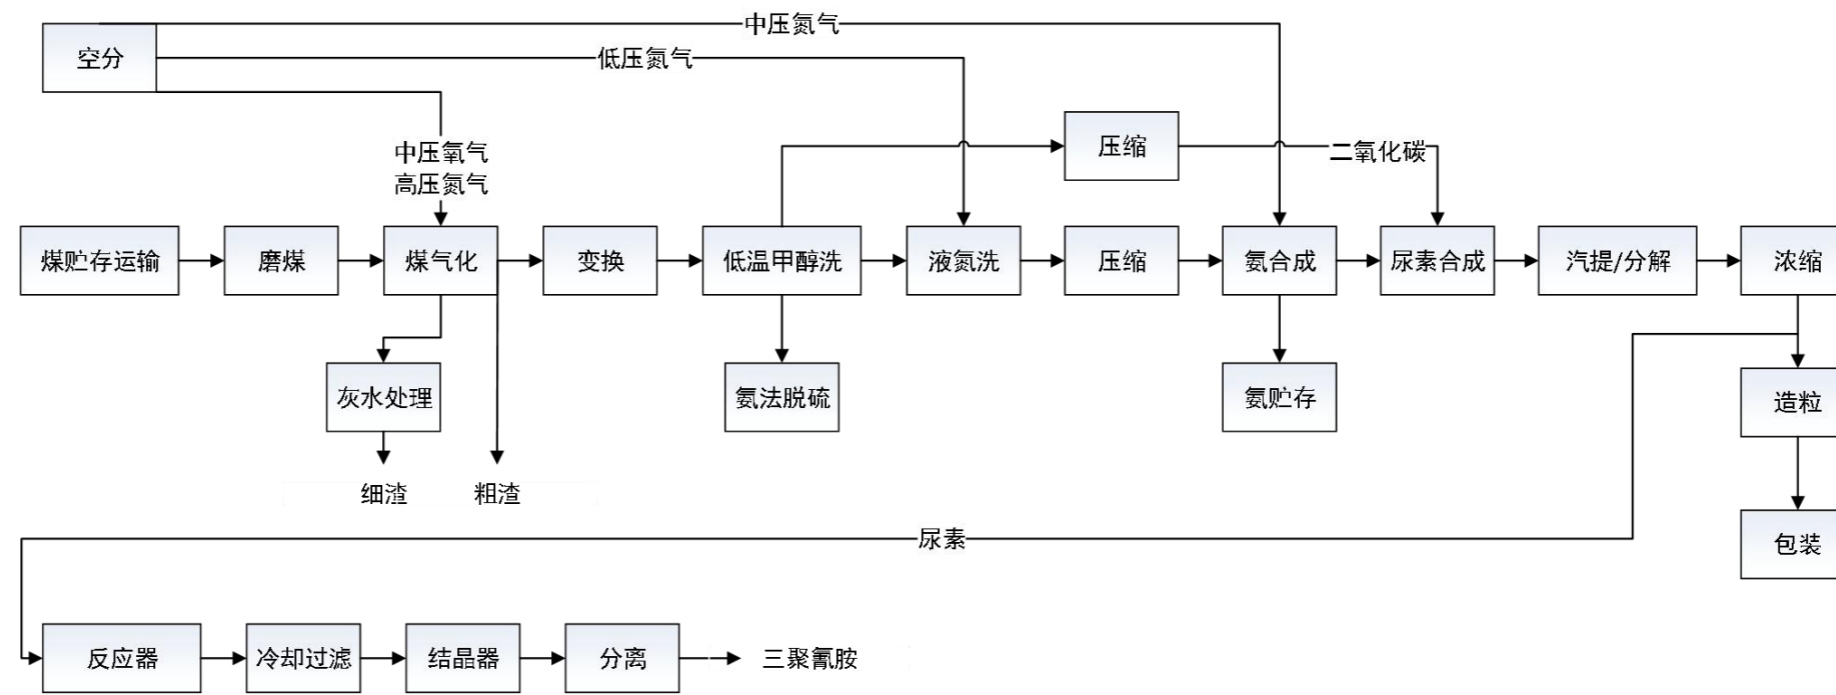 中压氮气
空分
低压氮气
中压氧气
高压氮气
压缩
二氧化碳
煤贮存运输
磨煤
煤气化
变换
低温甲醇洗
液氮洗
压缩
氨合成
尿素合成
汽提/分解
浓缩
灰水处理
氨法脱硫
氨贮存
造粒
细渣
粗渣
尿素
包装
反应器
冷却过滤
结晶器
分离
三聚氰胺